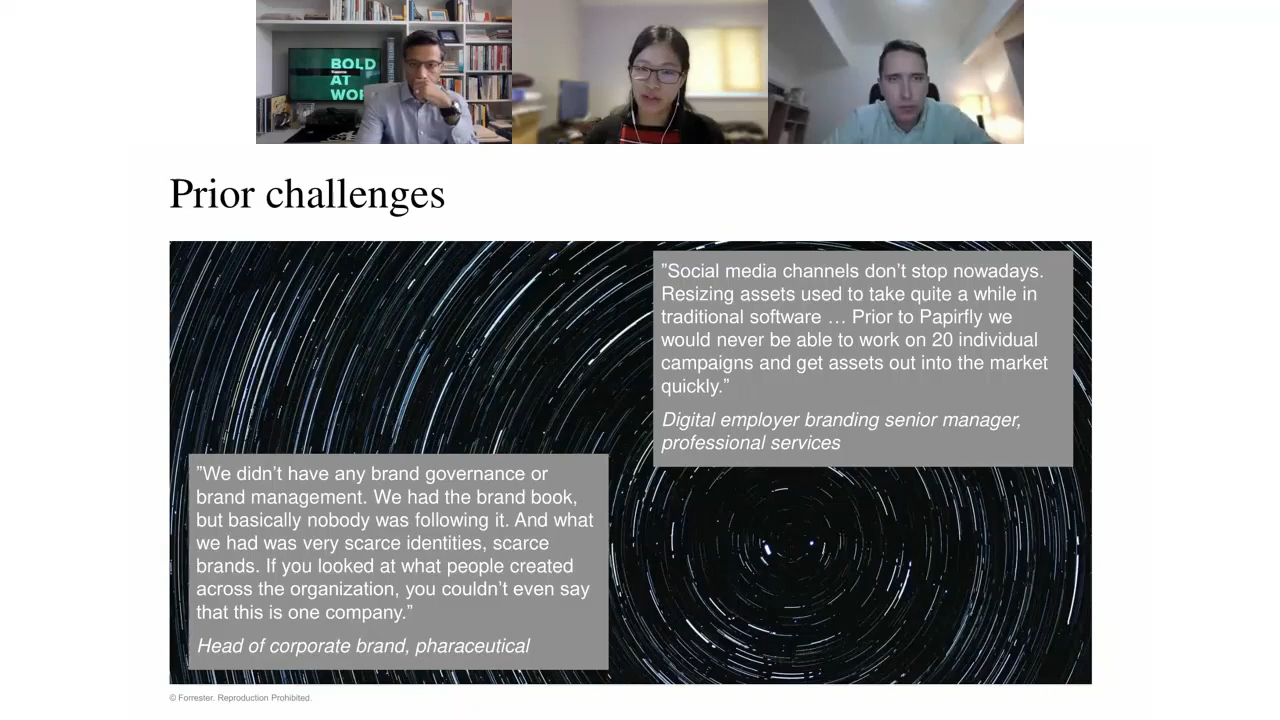 BOLD
AT
Prior challenges
”Social media channels don’t stop nowadays.
Resizing assets used to take quite a while in
traditional software … Prior to Papirfly we
would never be able to work on 20 individual
campaigns and get assets out into the market
quickly.”
Digital employer branding senior manager,
professional services
”We didn’t have any brand governance or
brand management. We had the brand book,
but basically nobody was following it. And what
we had was very scarce identities, scarce
brands. If you looked at what people created
across the organization, you couldn’t even say
that this is one company.”
Head of corporate brand, pharaceutical
© Forrester. Reproduction Prohibited.